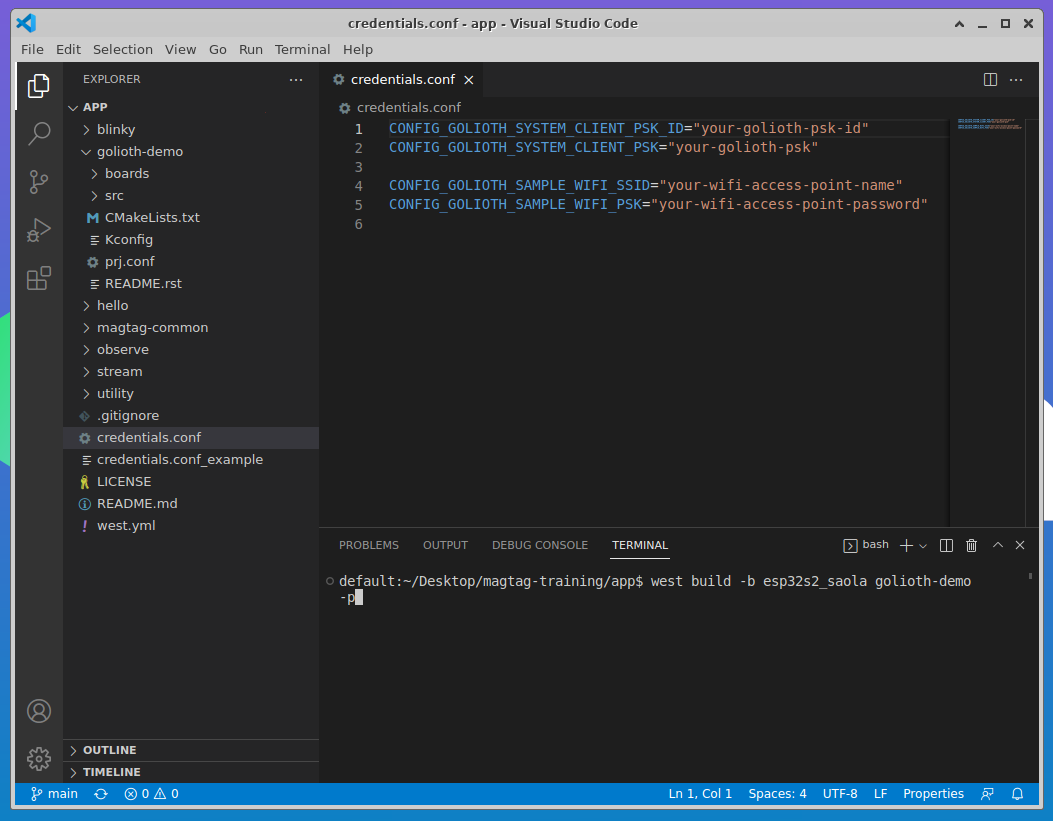 credentials.conf - app - Visual Studio Code
File Edit Selection View Go Run Terminal Help
EXPLORER
APP
blinky
golioth-demo
boards
src
CMakeLists.txt
Kconfig
prj.conf
README.rst
hello
magtag-common
observe
stream
utility
.gitignore
credentials.conf
credentials.conf_example
LICENSE
README.md
west.yml
OUTLINE
TIMELINE
credentials.conf
credentials.conf
1 CONFIG_GOLIOTH_SYSTEM_CLIENT_PSK_ID="your-golioth-psk-id"
2 CONFIG_GOLIOTH_SYSTEM_CLIENT_PSK="your-golioth-psk"
3
4 CONFIG_GOLIOTH_SAMPLE_WIFI_SSID="your-wifi-access-point-name"
5 CONFIG_GOLIOTH_SAMPLE_WIFI_PSK="your-wifi-access-point-password"
6
PROBLEMS OUTPUT DEBUG CONSOLE TERMINAL bash
default:~/Desktop/magtag-training/app$ west build -b esp32s2_saola golioth-demo
-p
main 0 0 Ln 1, Col 1 Spaces: 4 UTF-8 LF Properties